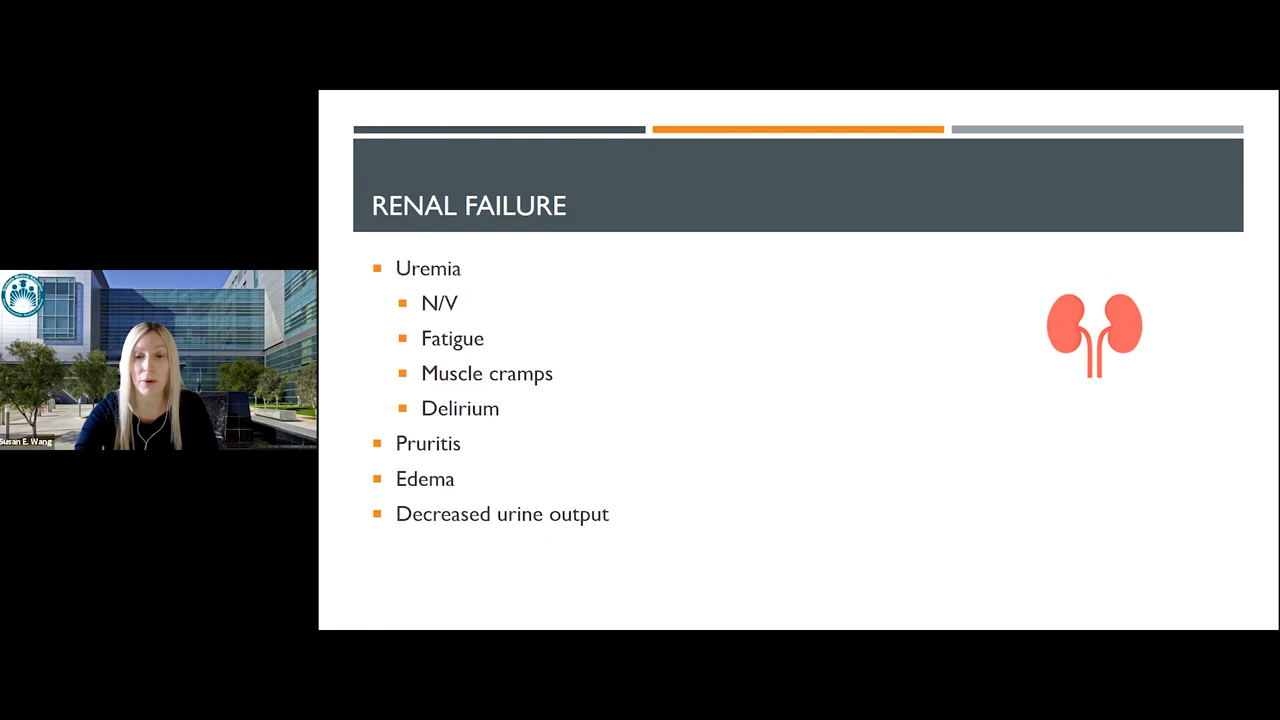 RENAL FAILURE
Uremia
N/V
Fatigue
Muscle cramps
Delirium
Pruritis
Edema
Decreased urine output
Susan E. Wang